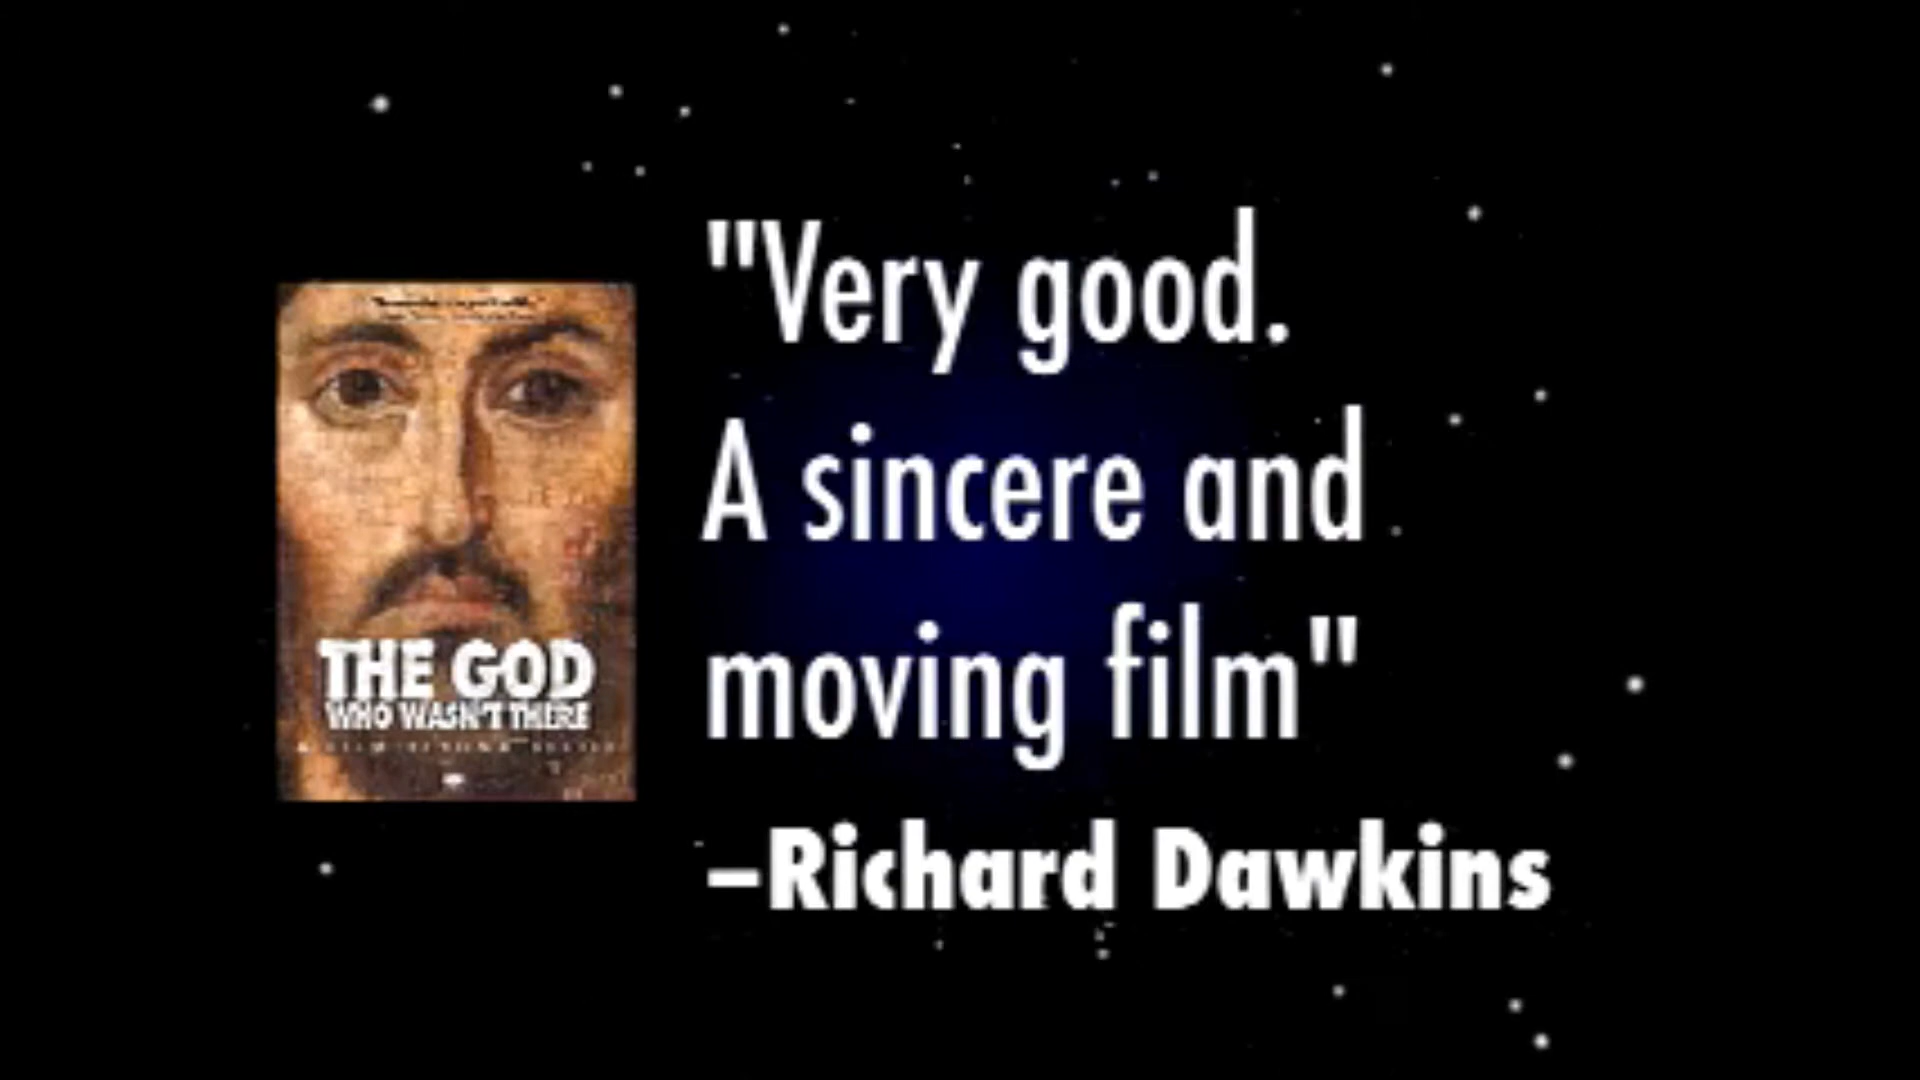 "Very good.
A sincere and
moving film"
–Richard Dawkins
THE GOD
WHO WASN'T THERE